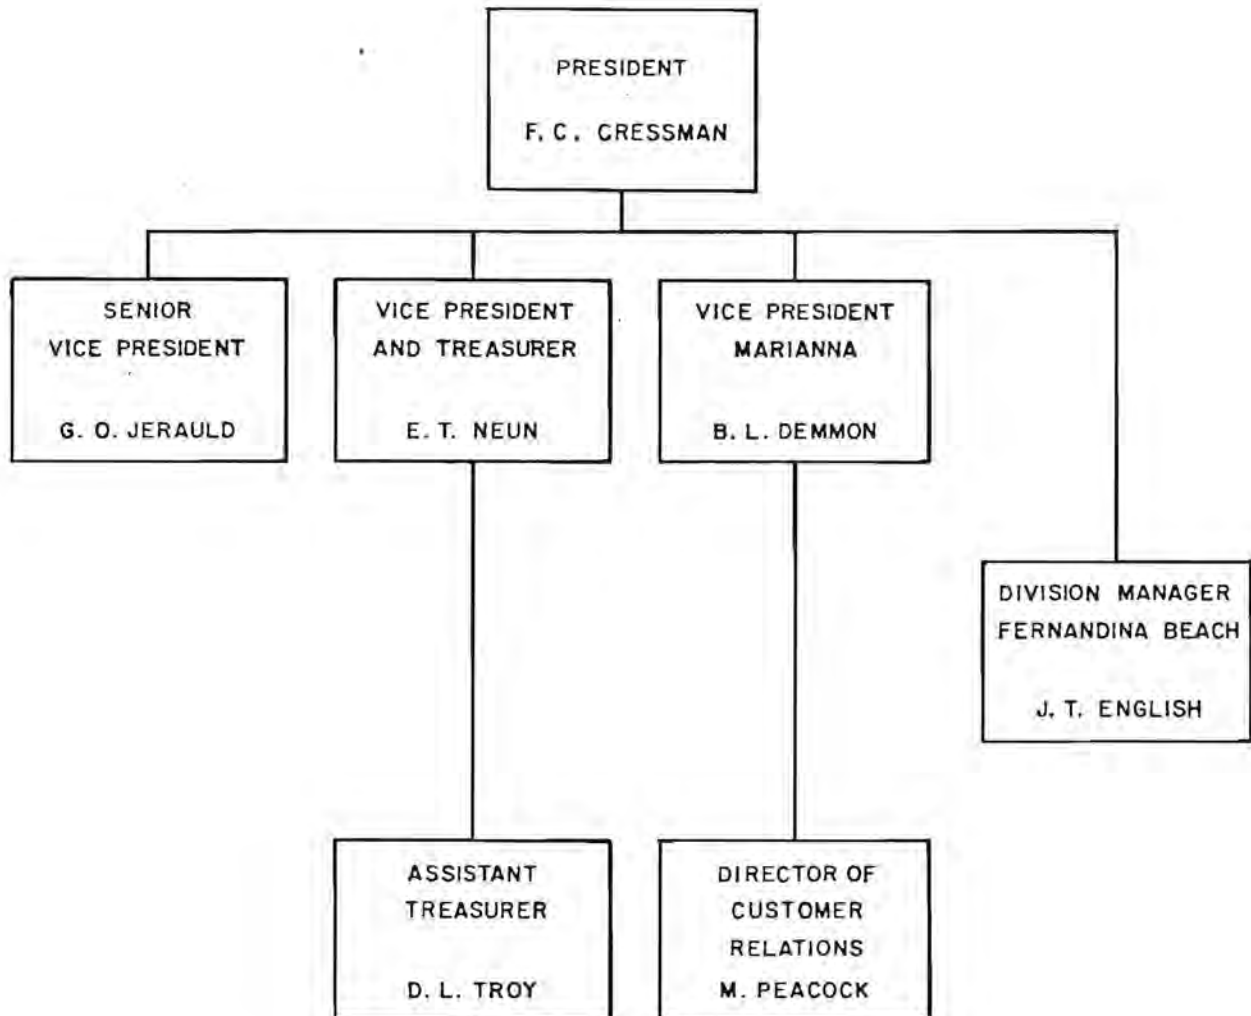 PRESIDENT
F. C. CRESSMAN
SENIOR
VICE PRESIDENT
G. O. JERAULD
VICE PRESIDENT
AND TREASURER
E. T. NEUN
VICE PRESIDENT
MARIANNA
B. L. DEMMON
DIVISION MANAGER
FERNANDINA BEACH
J. T. ENGLISH
ASSISTANT
TREASURER
D. L. TROY
DIRECTOR OF
CUSTOMER
RELATIONS
M. PEACOCK